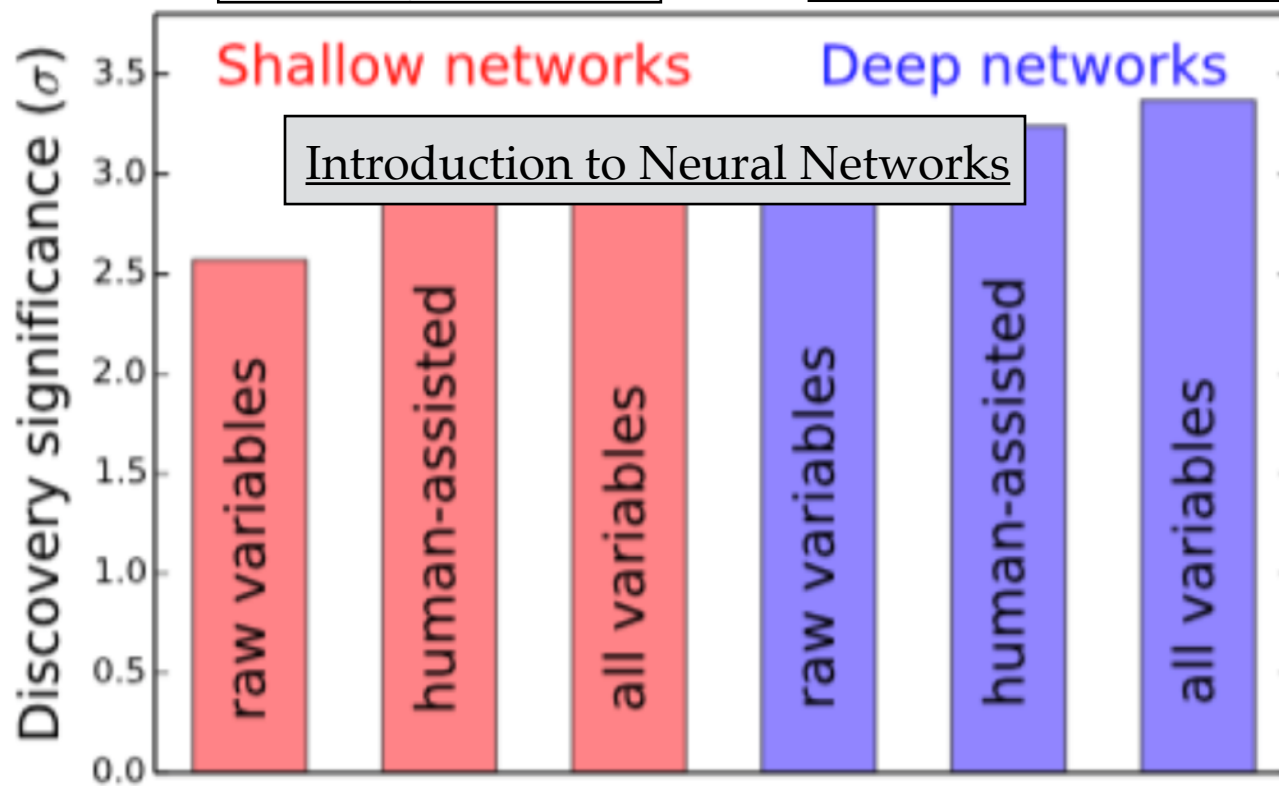 Shallow networks
Deep networks
Introduction to Neural Networks
Discovery significance (σ)
3.5
3.0
2.5
2.0
1.5
1.0
0.5
0.0
raw variables
human-assisted
all variables
raw variables
human-assisted
all variables